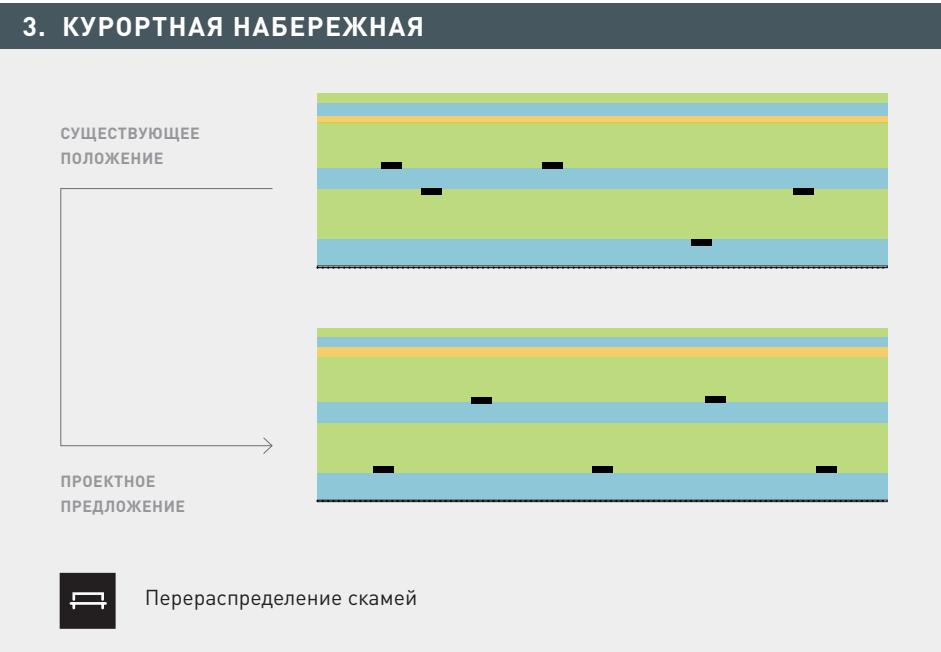 3. КУРОРТНАЯ НАБЕРЕЖНАЯ
СУЩЕСТВУЮЩЕЕ
ПОЛОЖЕНИЕ
ПРОЕКТНОЕ
ПРЕДЛОЖЕНИЕ
Перераспределение скамей